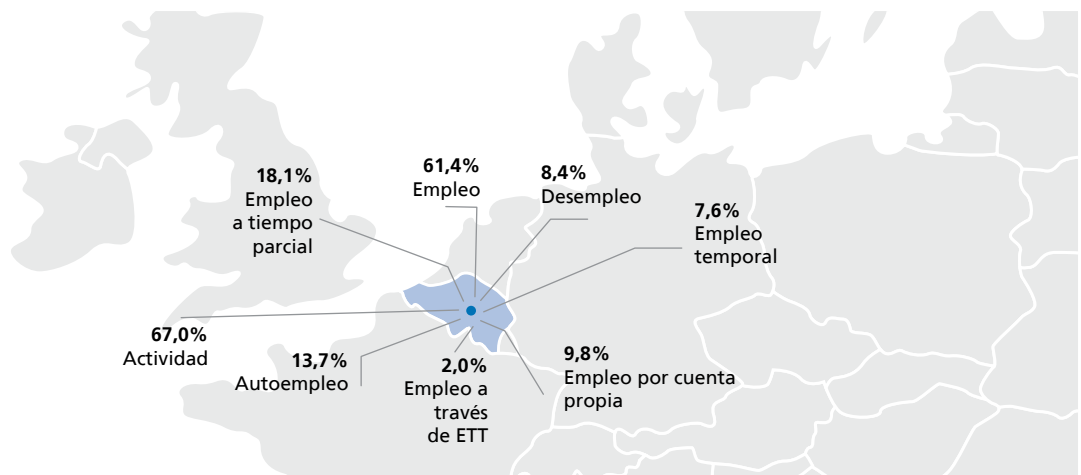 18,1%
Empleo
a tiempo
parcial
61,4%
Empleo
8,4%
Desempleo
7,6%
Empleo
temporal
67,0%
Actividad
13,7%
Autoempleo
2,0%
Empleo a
través
de ETT
9,8%
Empleo por cuenta
propia